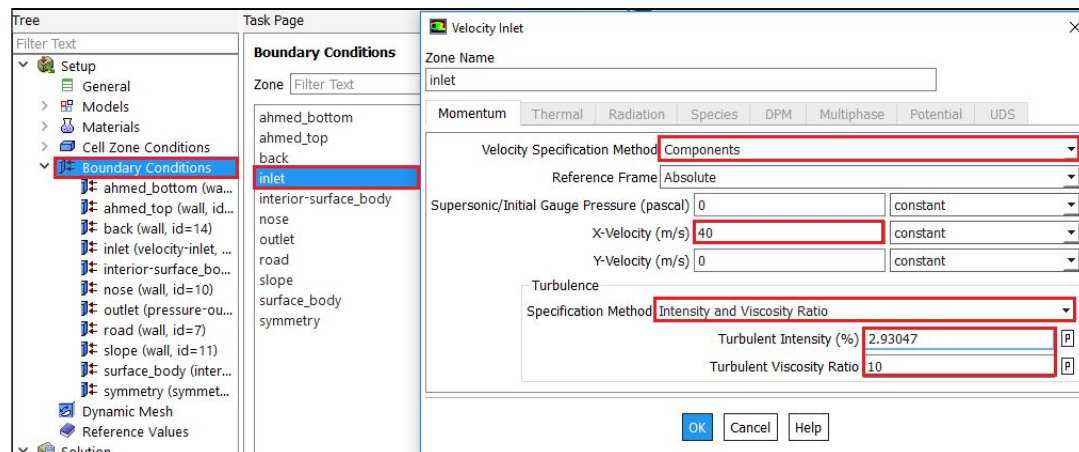 Tree
Filter Text
Setup
General
Models
Materials
Cell Zone Conditions
Boundary Conditions
ahmed_bottom (wa...
ahmed_top (wall, id...
back (wall, id=14)
inlet (velocity-inlet, ...
interior-surface_bo...
nose (wall, id=10)
outlet (pressure-ou...
road (wall, id=7)
slope (wall, id=11)
surface_body (inter...
symmetry (symmet...
Dynamic Mesh
Reference Values
Solution
Task Page
Boundary Conditions
Zone Filter Text
ahmed_bottom
ahmed_top
back
inlet
interior-surface_body
nose
outlet
road
slope
surface_body
symmetry
Velocity Inlet
Zone Name
inlet
Momentum Thermal Radiation Species DPM Multiphase Potential UDS
Velocity Specification Method Components
Reference Frame Absolute
Supersonic/Initial Gauge Pressure (pascal) 0 constant
X-Velocity (m/s) 40 constant
Y-Velocity (m/s) 0 constant
Turbulence
Specification Method Intensity and Viscosity Ratio
Turbulent Intensity (%) 2.93047 P
Turbulent Viscosity Ratio 10 P
OK Cancel Help